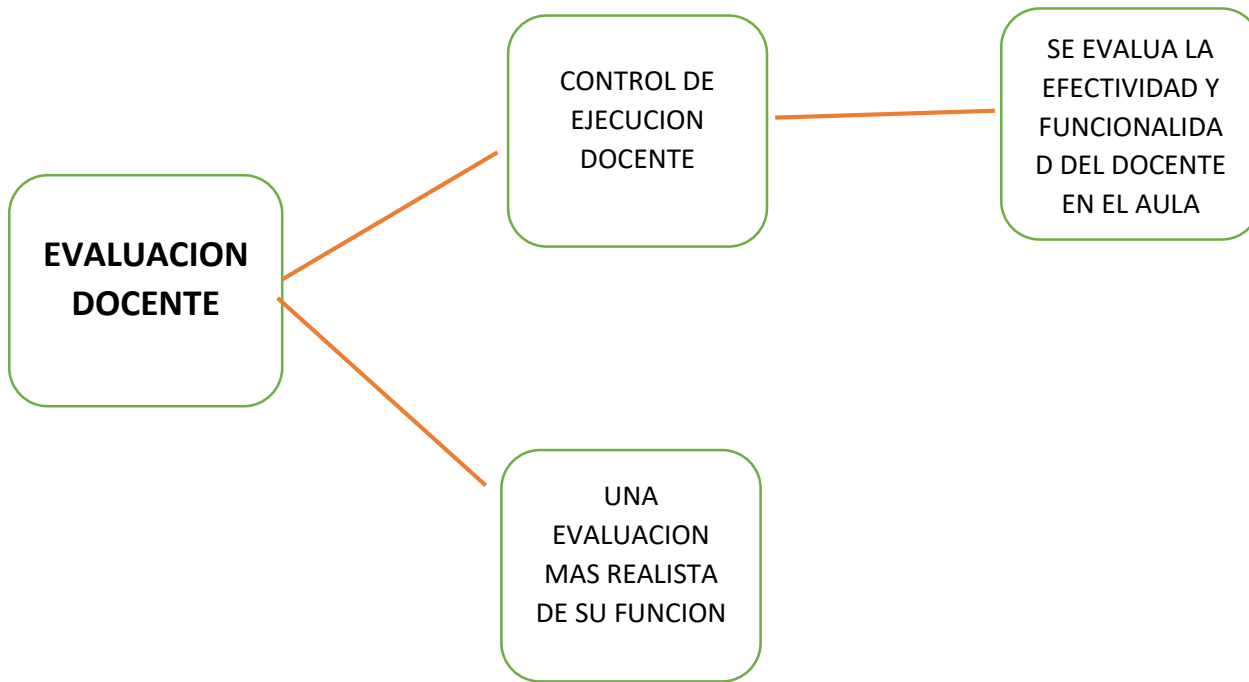 EVALUACION
DOCENTE
CONTROL DE
EJECUCION
DOCENTE
SE EVALUA LA
EFECTIVIDAD Y
FUNCIONALIDA
D DEL DOCENTE
EN EL AULA
UNA
EVALUACION
MAS REALISTA
DE SU FUNCION